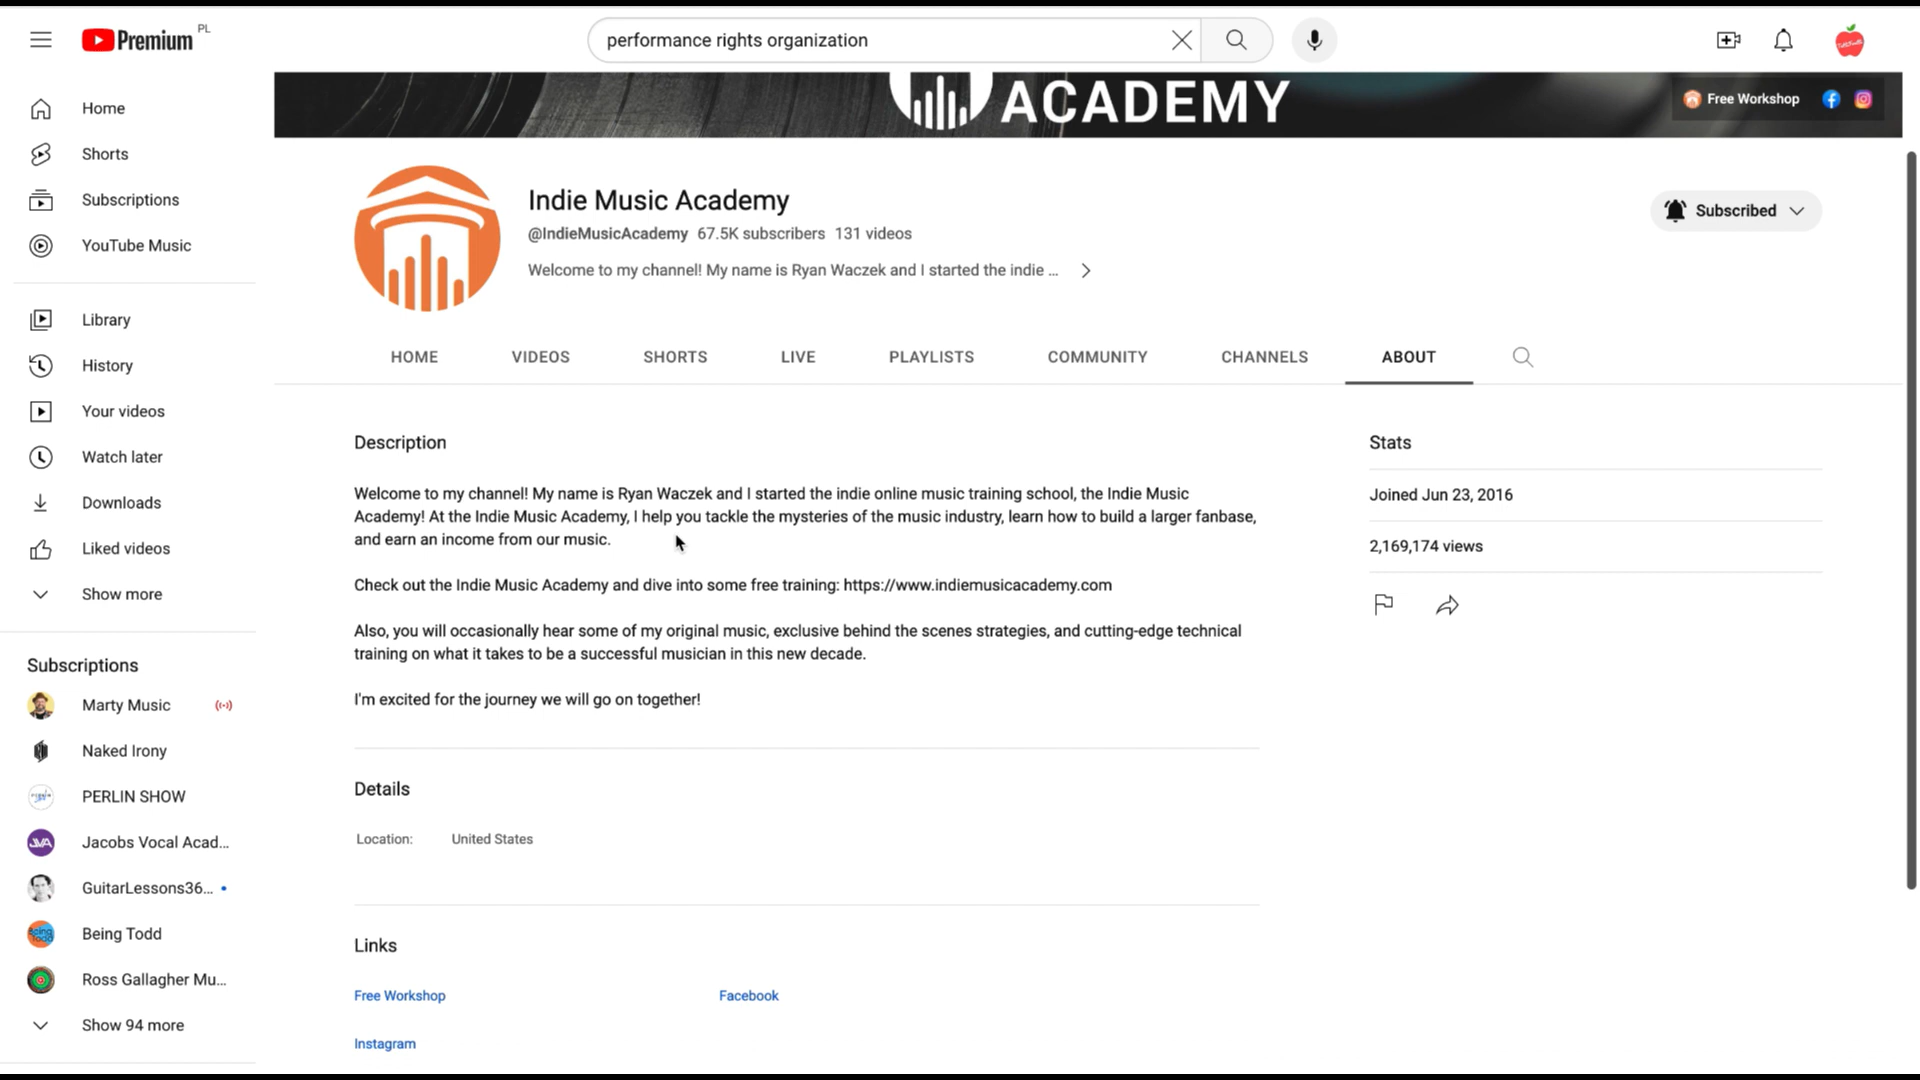 Premium PL
performance rights organization
Home
Shorts
Subscriptions
YouTube Music
Library
History
Your videos
Watch later
Downloads
Liked videos
Show more
Subscriptions
Marty Music
Naked Irony
PERLIN SHOW
Jacobs Vocal Acad...
GuitarLessons36...
Being Todd
Ross Gallagher Mu...
Show 94 more
ACADEMY
Free Workshop
Indie Music Academy
@IndieMusicAcademy 67.5K subscribers 131 videos
Welcome to my channel! My name is Ryan Waczek and I started the indie ...
Subscribed
HOME VIDEOS SHORTS LIVE PLAYLISTS COMMUNITY CHANNELS ABOUT
Description
Welcome to my channel! My name is Ryan Waczek and I started the indie online music training school, the Indie Music
Academy! At the Indie Music Academy, I help you tackle the mysteries of the music industry, learn how to build a larger fanbase,
and earn an income from our music.
Check out the Indie Music Academy and dive into some free training: https://www.indiemusicacademy.com
Also, you will occasionally hear some of my original music, exclusive behind the scenes strategies, and cutting-edge technical
training on what it takes to be a successful musician in this new decade.
I'm excited for the journey we will go on together!
Details
Location: United States
Links
Free Workshop Facebook
Instagram
Stats
Joined Jun 23, 2016
2,169,174 views
JVA
Being
Todd